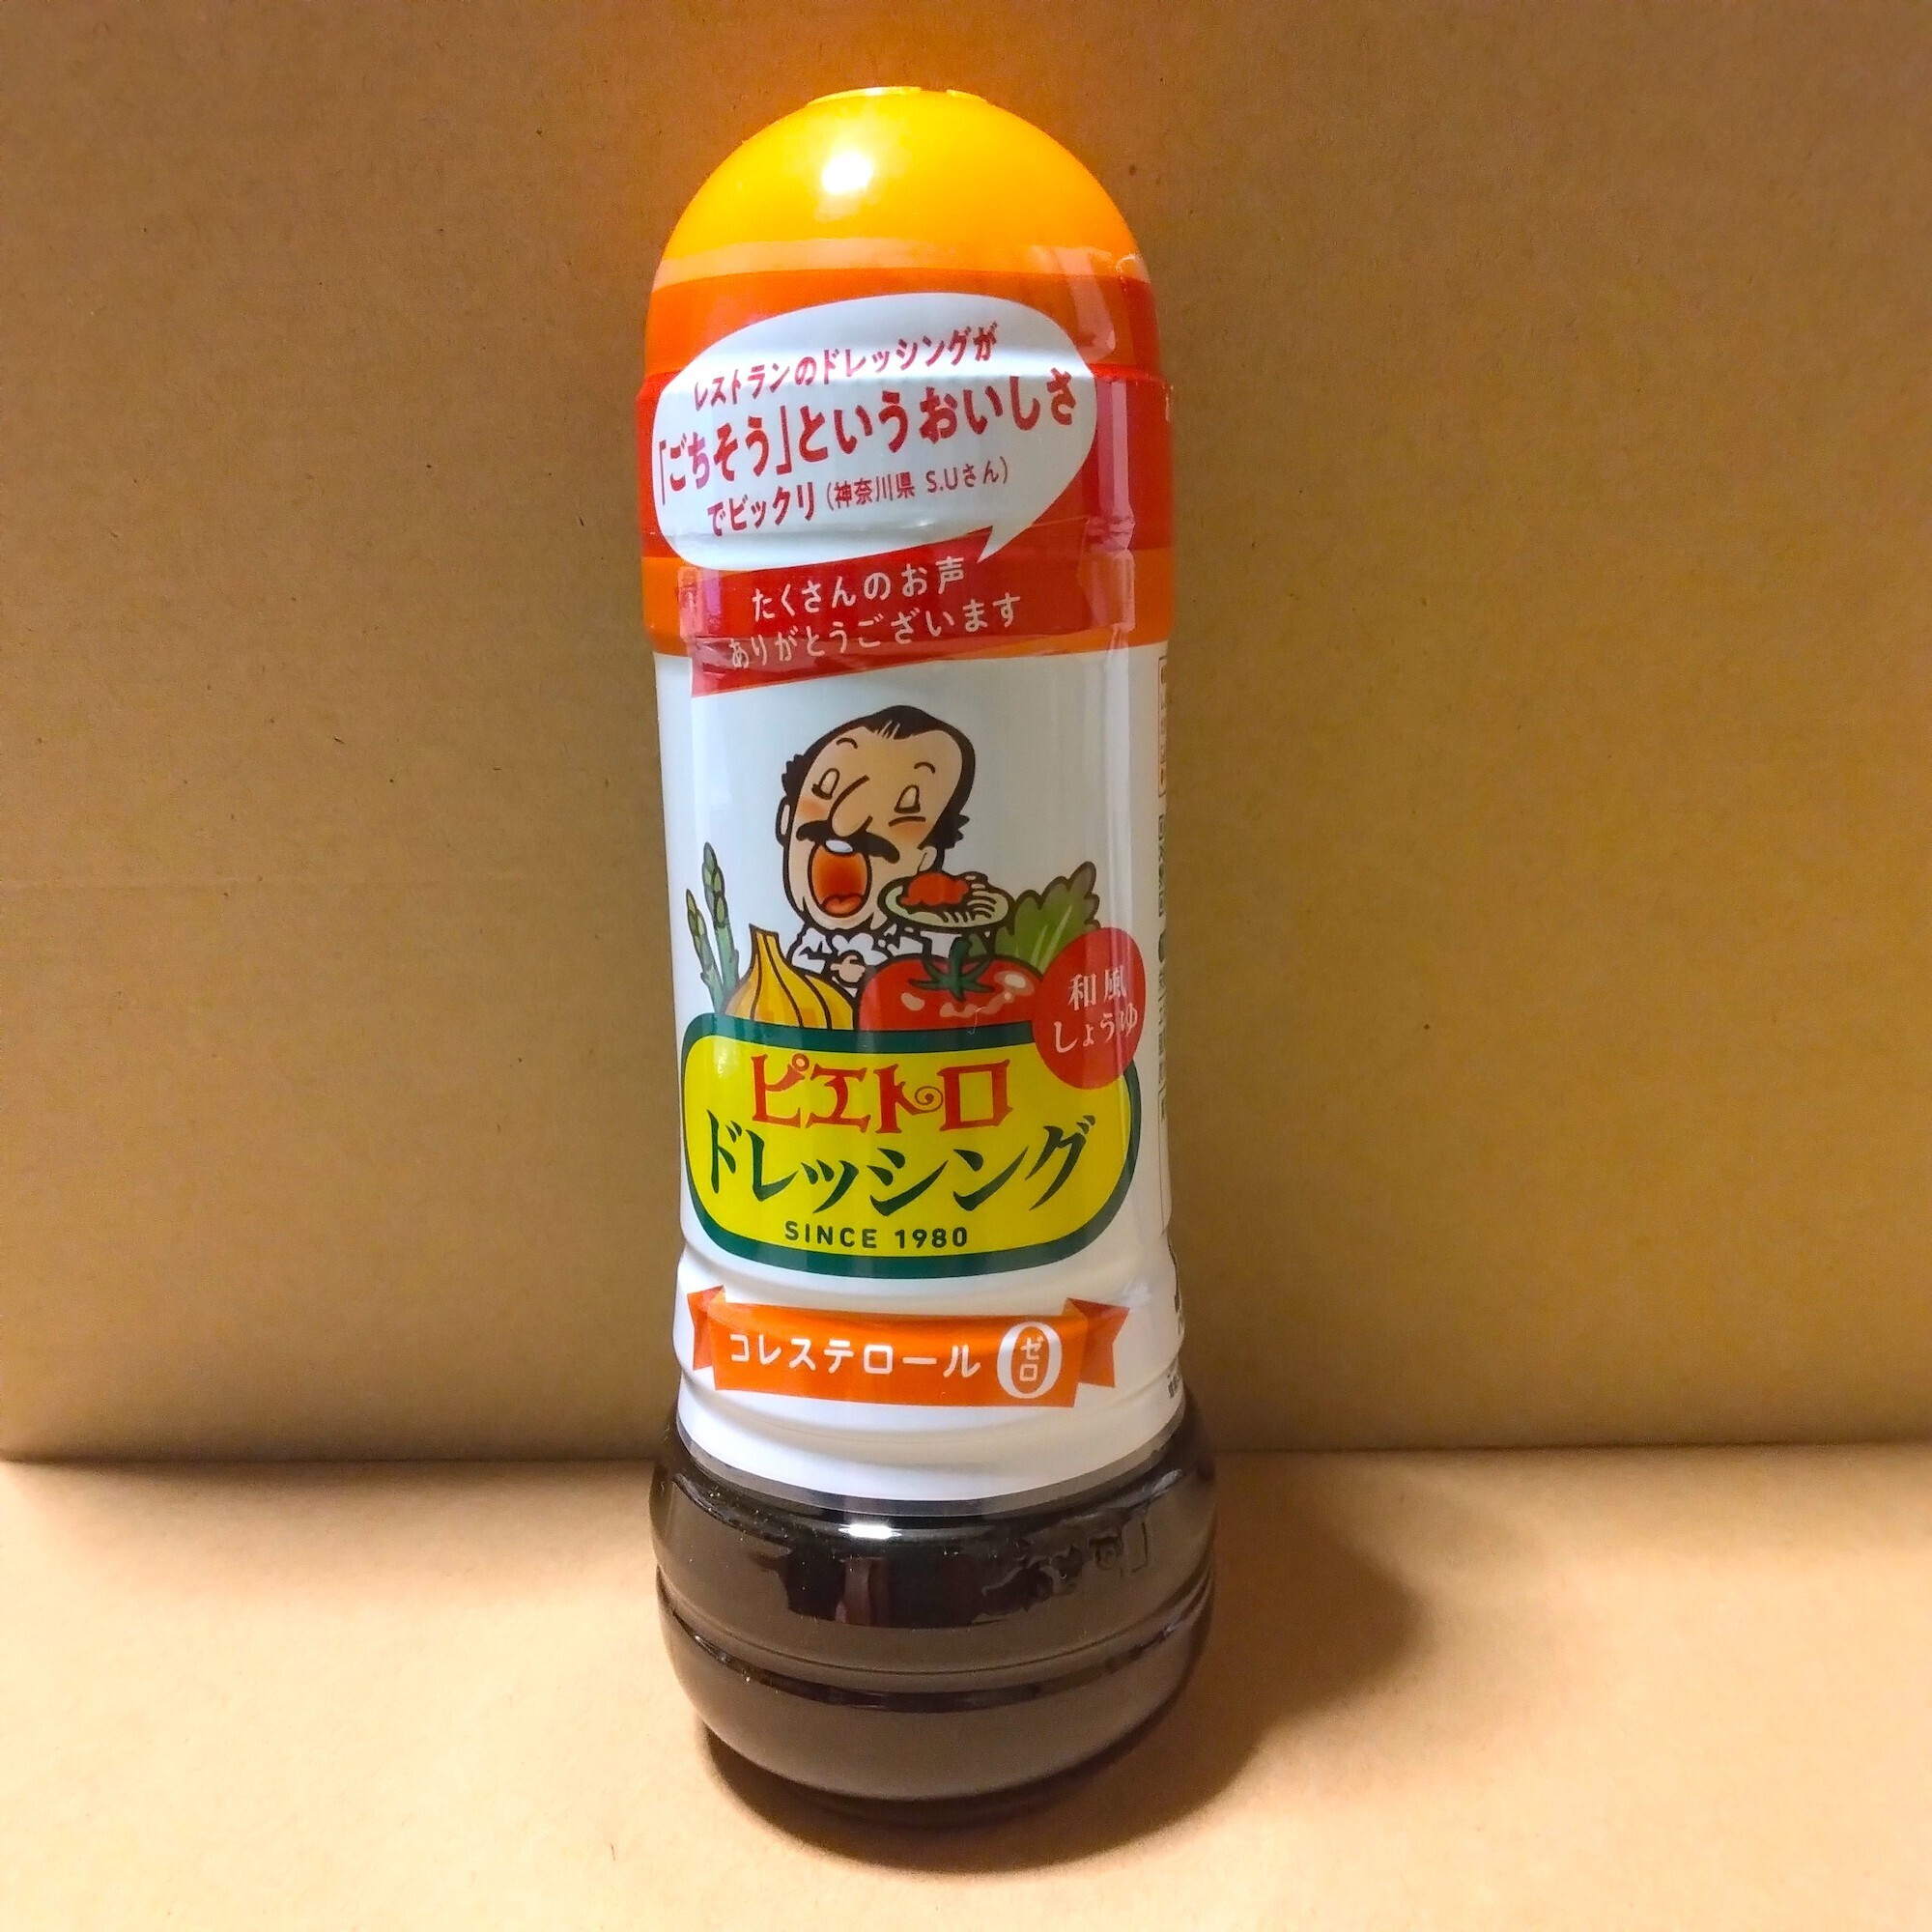 レストランのドレッシングが
「ごちそう」というおいしさ
でビックリ（神奈川県 S.Uさん）
たくさんのお声
ありがとうございます
和風
しょうゆ
ピエトロ
ドレッシング
SINCE 1980
コレステロール0
ゼロ